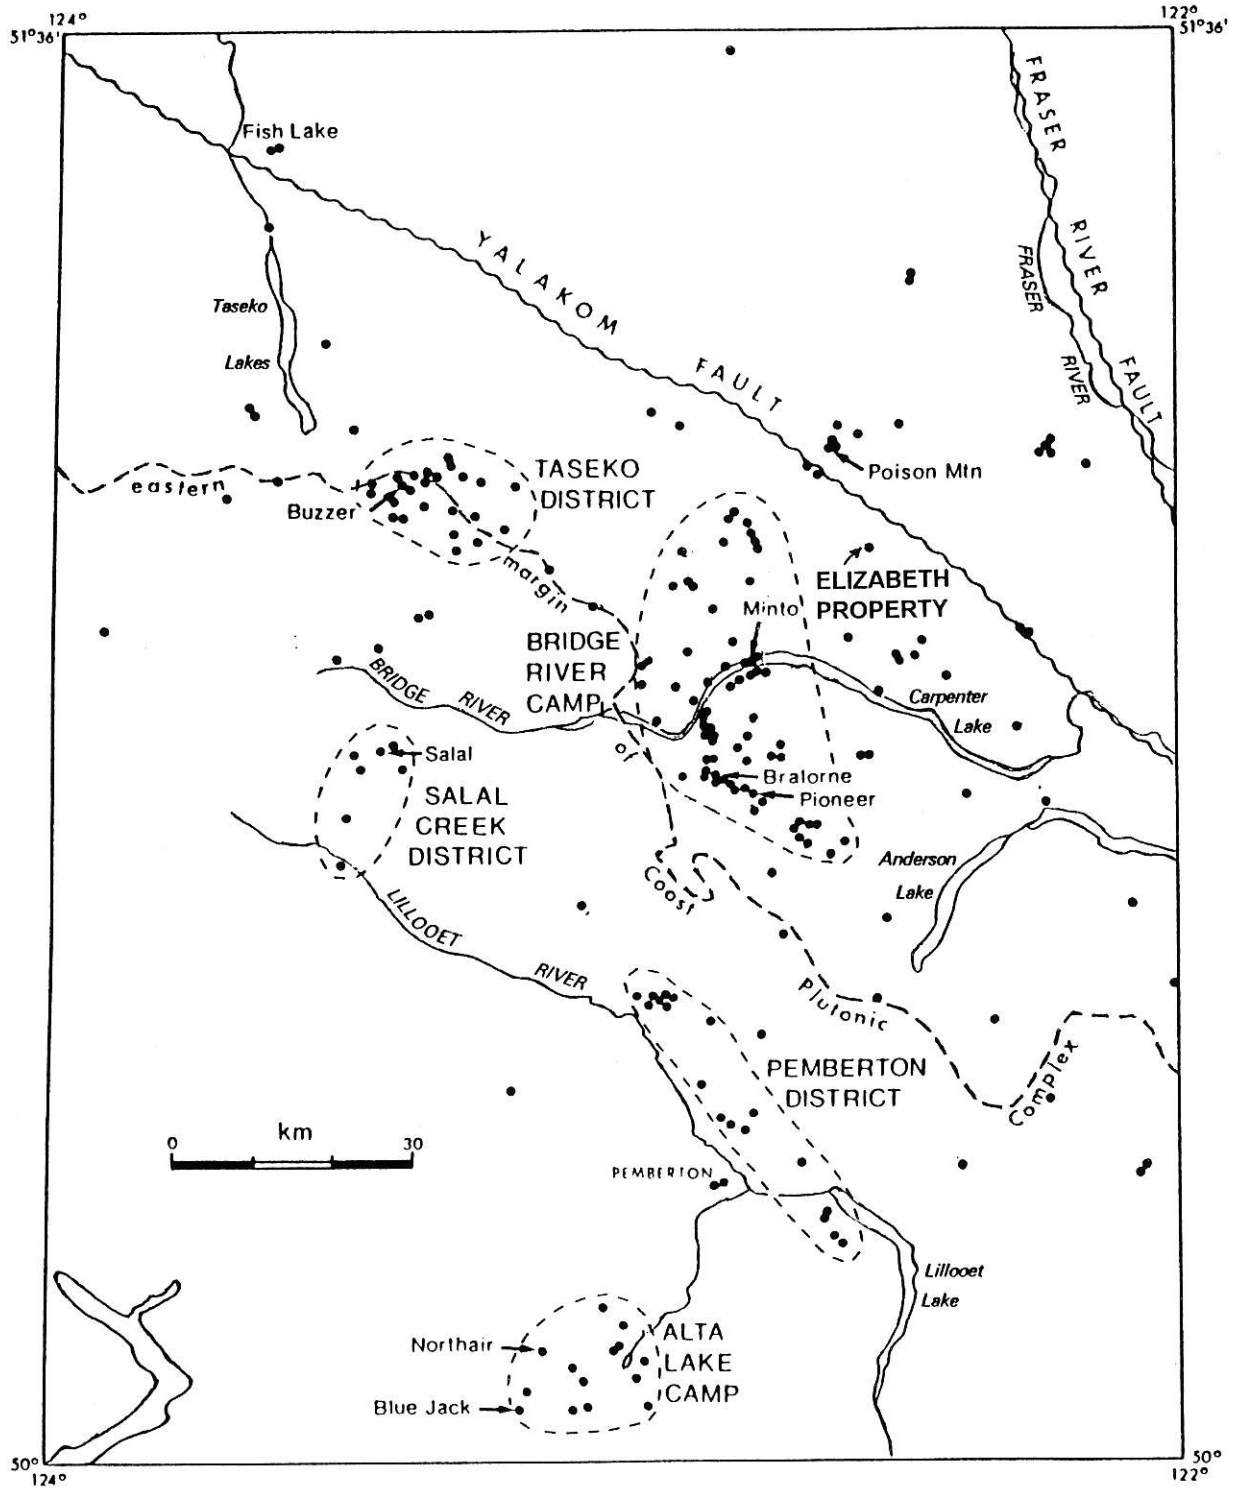 124°
122°
51°36'
51°36'
FRASER
RIVER
FAULT
Fish Lake
YALAKOM
FAULT
FRASER
RIVER
Taseko
Lakes
Poison Mtn
TASEKO
DISTRICT
eastern
Buzzer
margin
ELIZABETH
PROPERTY
Minto
BRIDGE
RIVER
CAMP
BRIDGE RIVER
Carpenter
Lake
of
Salal
Bralorne
Pioneer
SALAL
CREEK
DISTRICT
Anderson
Lake
Coast
LILLOOET
RIVER
Plutonic
Complex
PEMBERTON
DISTRICT
km
0 30
PEMBERTON
Lillooet
Lake
Northair
ALTA
LAKE
CAMP
Blue Jack
50°
50°
124°
122°